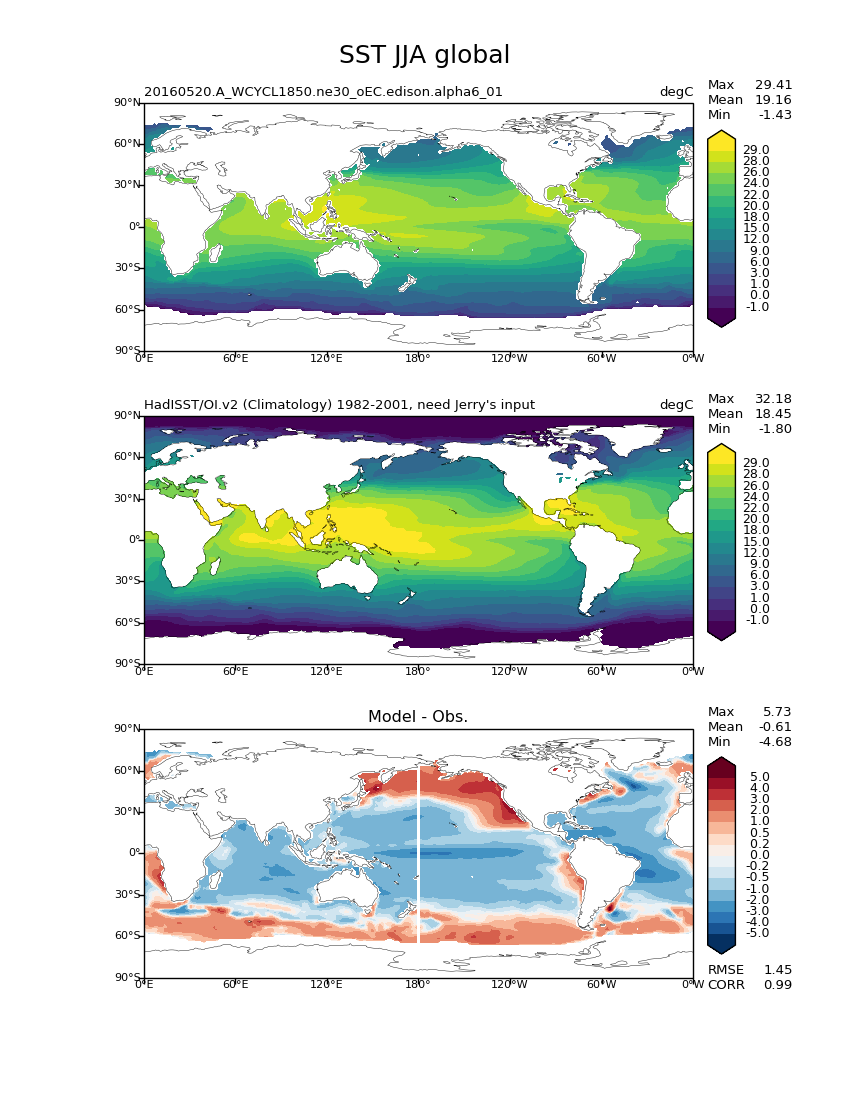 SST JJA global
20160520.A_WCYCL1850.ne30_oEC.edison.alpha6_01 degC
Max 29.41
Mean 19.16
Min -1.43
90°N
60°N
30°N
0°
30°S
60°S
90°S
0°E 60°E 120°E 180° 120°W 60°W 0°W
29.0
28.0
26.0
24.0
22.0
20.0
18.0
15.0
12.0
9.0
6.0
3.0
1.0
0.0
-1.0
HadISST/OI.v2 (Climatology) 1982-2001, need Jerry's input degC
Max 32.18
Mean 18.45
Min -1.80
90°N
60°N
30°N
0°
30°S
60°S
90°S
0°E 60°E 120°E 180° 120°W 60°W 0°W
29.0
28.0
26.0
24.0
22.0
20.0
18.0
15.0
12.0
9.0
6.0
3.0
1.0
0.0
-1.0
Model - Obs.
Max 5.73
Mean -0.61
Min -4.68
90°N
60°N
30°N
0°
30°S
60°S
90°S
0°E 60°E 120°E 180° 120°W 60°W 0°W
5.0
4.0
3.0
2.0
1.0
0.5
0.2
0.0
-0.2
-0.5
-1.0
-2.0
-3.0
-4.0
-5.0
RMSE 1.45
CORR 0.99